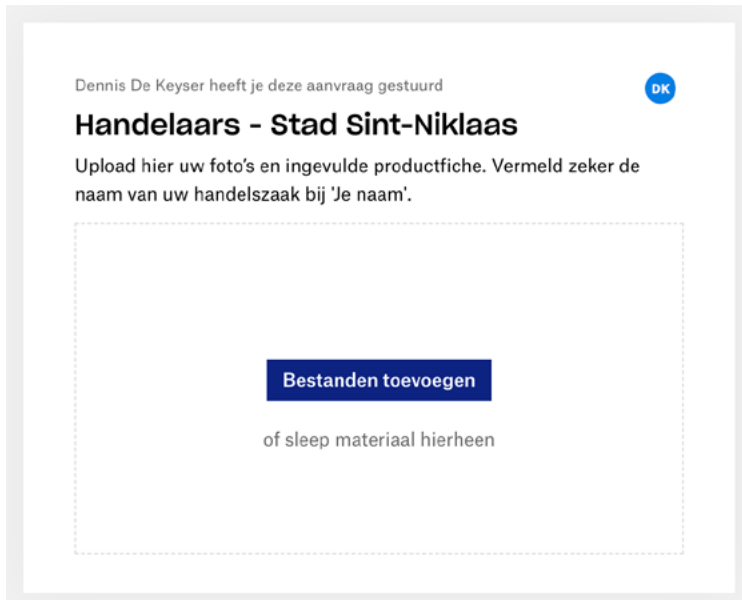 Dennis De Keyser heeft je deze aanvraag gestuurd
DK
Handelaars - Stad Sint-Niklaas
Upload hier uw foto's en ingevulde productfiche. Vermeld zeker de
naam van uw handelszaak bij 'Je naam'.
Bestanden toevoegen
of sleep materiaal hierheen